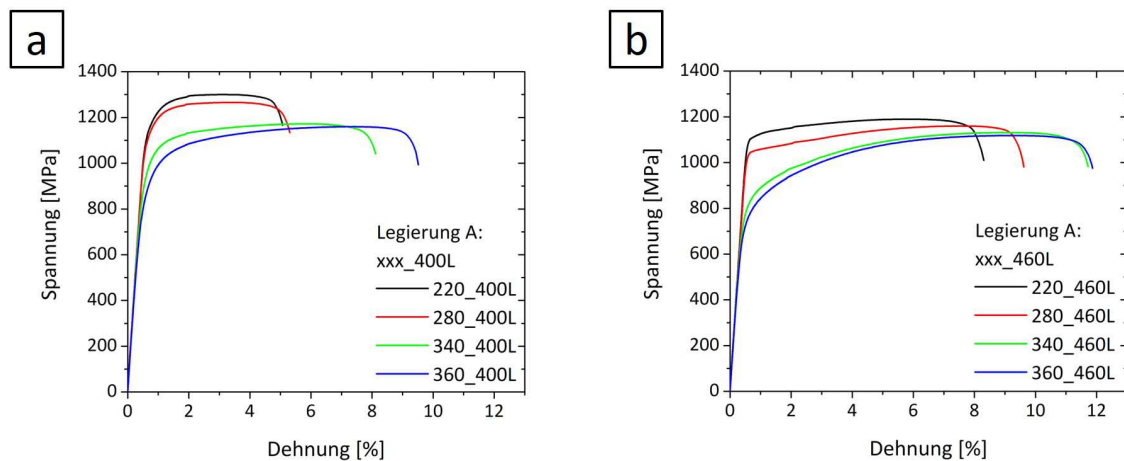 a
1400
1200
1000
800
600
400
200
0
Spannung [MPa]
Legierung A:
xxx_400L
220_400L
280_400L
340_400L
360_400L
0 2 4 6 8 10 12
Dehnung [%]
b
1400
1200
1000
800
600
400
200
0
Spannung [MPa]
Legierung A:
xxx_460L
220_460L
280_460L
340_460L
360_460L
0 2 4 6 8 10 12
Dehnung [%]